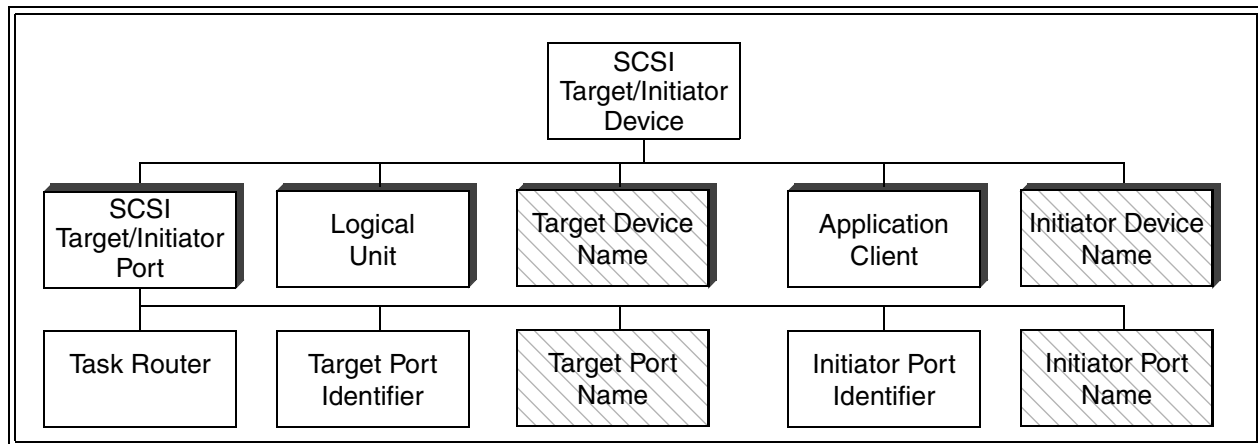 SCSI
Target/Initiator
Device
SCSI
Target/Initiator
Port
Logical
Unit
Target Device
Name
Application
Client
Initiator Device
Name
Task Router
Target Port
Identifier
Target Port
Name
Initiator Port
Identifier
Initiator Port
Name